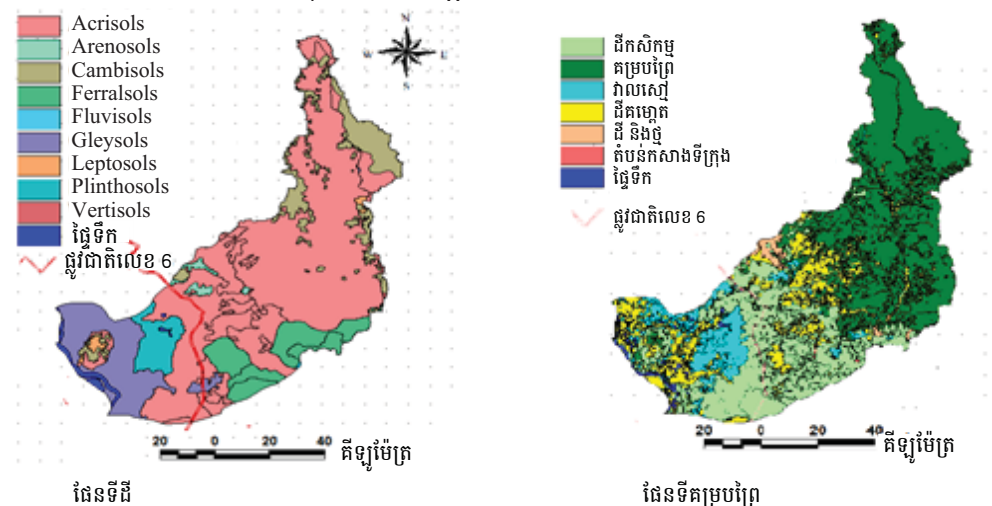 Acrisols
Arenosols
Cambisols
Ferralsols
Fluvisols
Gleysols
Leptosols
Plinthosols
Vertisols
ផ្ទៃទឹក
ផ្លូវជាតិលេខ 6
N
W E
S
20 0 20 40 គីឡូម៉ែត្រ
ផែនទីដី
ដីកសិកម្ម
គម្របព្រៃ
វាលស្មៅ
ដីគម្ពោត
ដី និងថ្ម
តំបន់កសាងទីក្រុង
ផ្ទៃទឹក
ផ្លូវជាតិលេខ 6
20 0 20 40 គីឡូម៉ែត្រ
ផែនទីគម្របព្រៃ